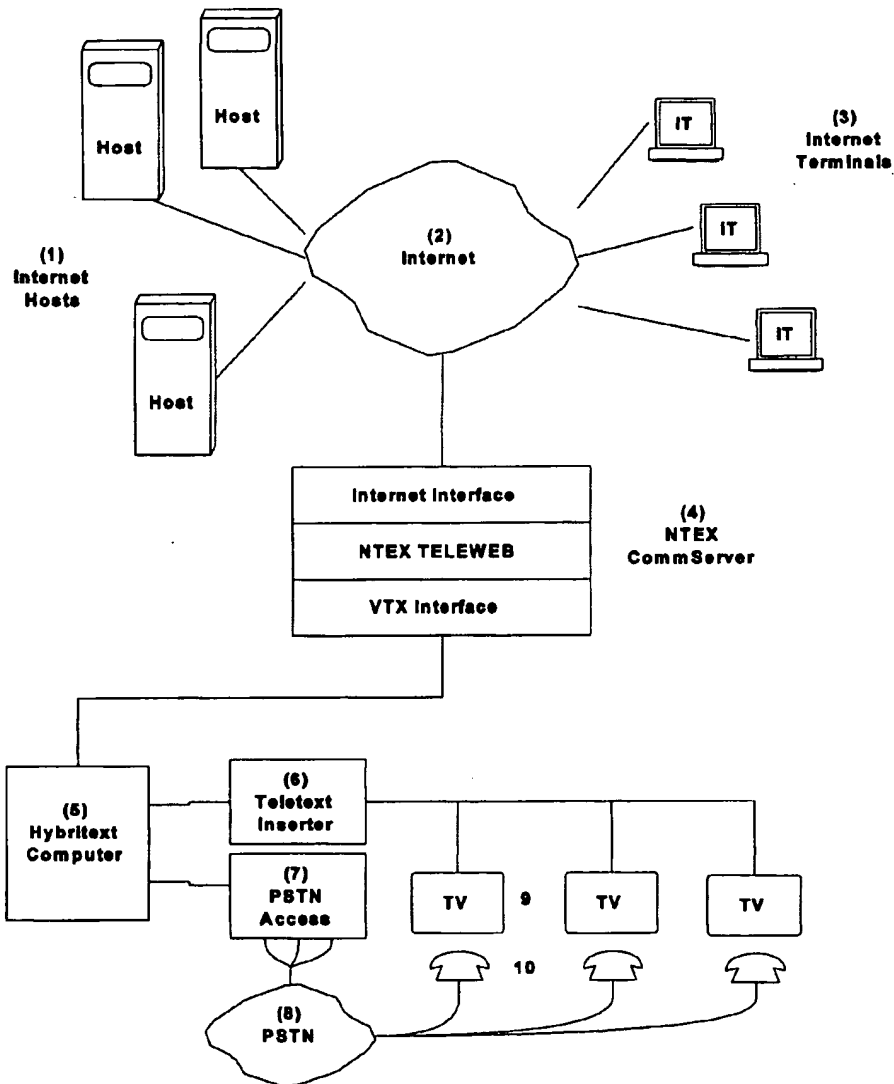 Host
Host
IT
(3)
Internet
Terminals
(2)
Internet
IT
(1)
Internet
Hosts
IT
Host
Internet Interface
NTEX TELEWEB
VTX Interface
(4)
NTEX
CommServer
(5)
Hybritext
Computer
(6)
Teletext
Inserter
(7)
PSTN
Access
TV
9
TV
TV
10
(8)
PSTN